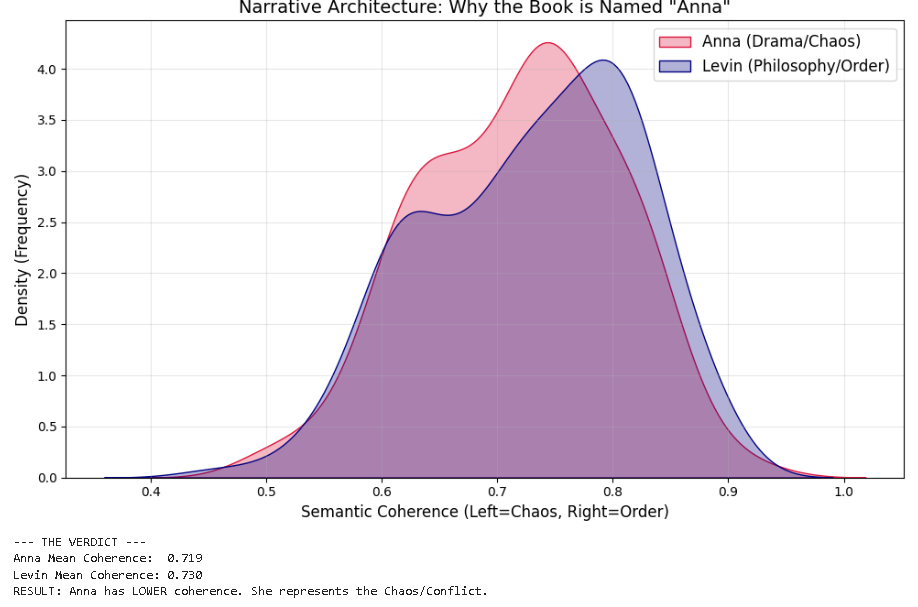 Narrative Architecture: Why the Book is Named "Anna"
Anna (Drama/Chaos)
Levin (Philosophy/Order)
Density (Frequency)
4.0
3.5
3.0
2.5
2.0
1.5
1.0
0.5
0.0
0.4 0.5 0.6 0.7 0.8 0.9 1.0
Semantic Coherence (Left=Chaos, Right=Order)
--- THE VERDICT ---
Anna Mean Coherence:  0.719
Levin Mean Coherence: 0.730
RESULT: Anna has LOWER coherence. She represents the Chaos/Conflict.